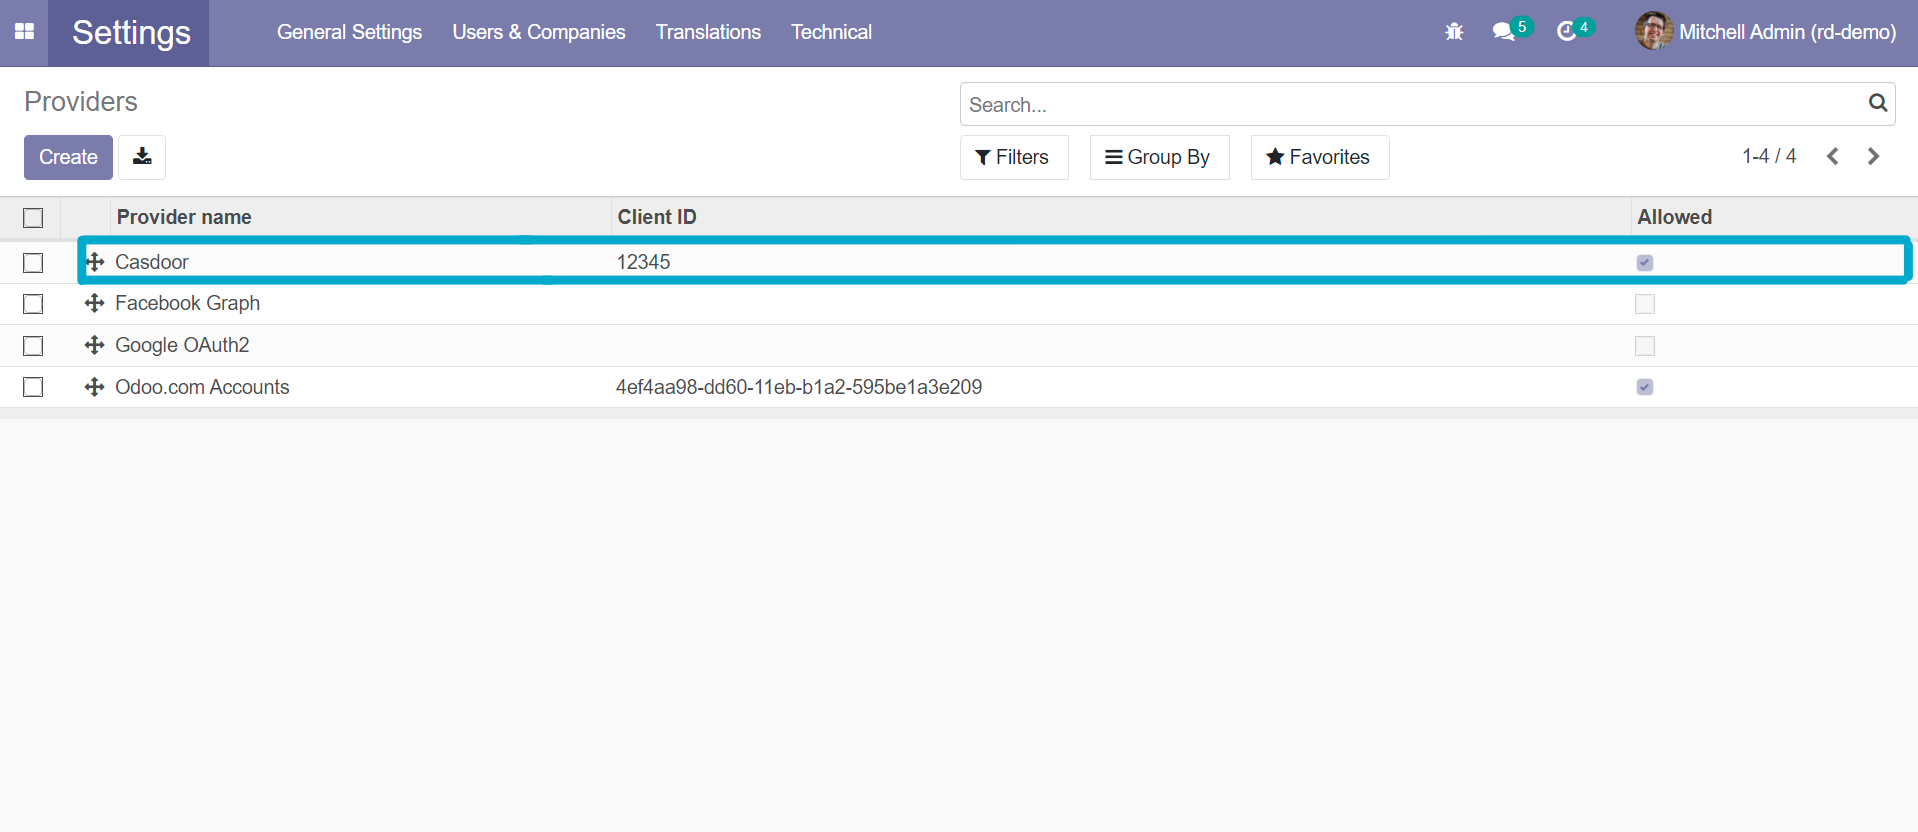 Settings General Settings Users & Companies Translations Technical 5 4 Mitchell Admin (rd-demo)
Providers Search...
Create Filters Group By Favorites 1-4 / 4
Provider name Client ID Allowed
Casdoor 12345
Facebook Graph
Google OAuth2
Odoo.com Accounts 4ef4aa98-dd60-11eb-b1a2-595be1a3e209